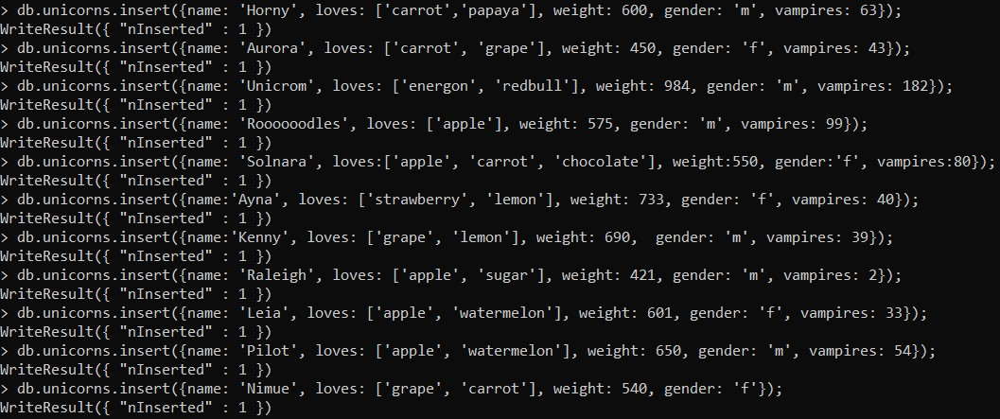 > db.unicorns.insert({name: 'Horny', loves: ['carrot','papaya'], weight: 600, gender: 'm', vampires: 63});
WriteResult({ "nInserted" : 1 })
> db.unicorns.insert({name: 'Aurora', loves: ['carrot', 'grape'], weight: 450, gender: 'f', vampires: 43});
WriteResult({ "nInserted" : 1 })
> db.unicorns.insert({name: 'Unicrom', loves: ['energon', 'redbull'], weight: 984, gender: 'm', vampires: 182});
WriteResult({ "nInserted" : 1 })
> db.unicorns.insert({name: 'Roooooodles', loves: ['apple'], weight: 575, gender: 'm', vampires: 99});
WriteResult({ "nInserted" : 1 })
> db.unicorns.insert({name: 'Solnara', loves:['apple', 'carrot', 'chocolate'], weight:550, gender:'f', vampires:80});
WriteResult({ "nInserted" : 1 })
> db.unicorns.insert({name:'Ayna', loves: ['strawberry', 'lemon'], weight: 733, gender: 'f', vampires: 40});
WriteResult({ "nInserted" : 1 })
> db.unicorns.insert({name:'Kenny', loves: ['grape', 'lemon'], weight: 690,  gender: 'm', vampires: 39});
WriteResult({ "nInserted" : 1 })
> db.unicorns.insert({name: 'Raleigh', loves: ['apple', 'sugar'], weight: 421, gender: 'm', vampires: 2});
WriteResult({ "nInserted" : 1 })
> db.unicorns.insert({name: 'Leia', loves: ['apple', 'watermelon'], weight: 601, gender: 'f', vampires: 33});
WriteResult({ "nInserted" : 1 })
> db.unicorns.insert({name: 'Pilot', loves: ['apple', 'watermelon'], weight: 650, gender: 'm', vampires: 54});
WriteResult({ "nInserted" : 1 })
> db.unicorns.insert({name: 'Nimue', loves: ['grape', 'carrot'], weight: 540, gender: 'f'});
WriteResult({ "nInserted" : 1 })